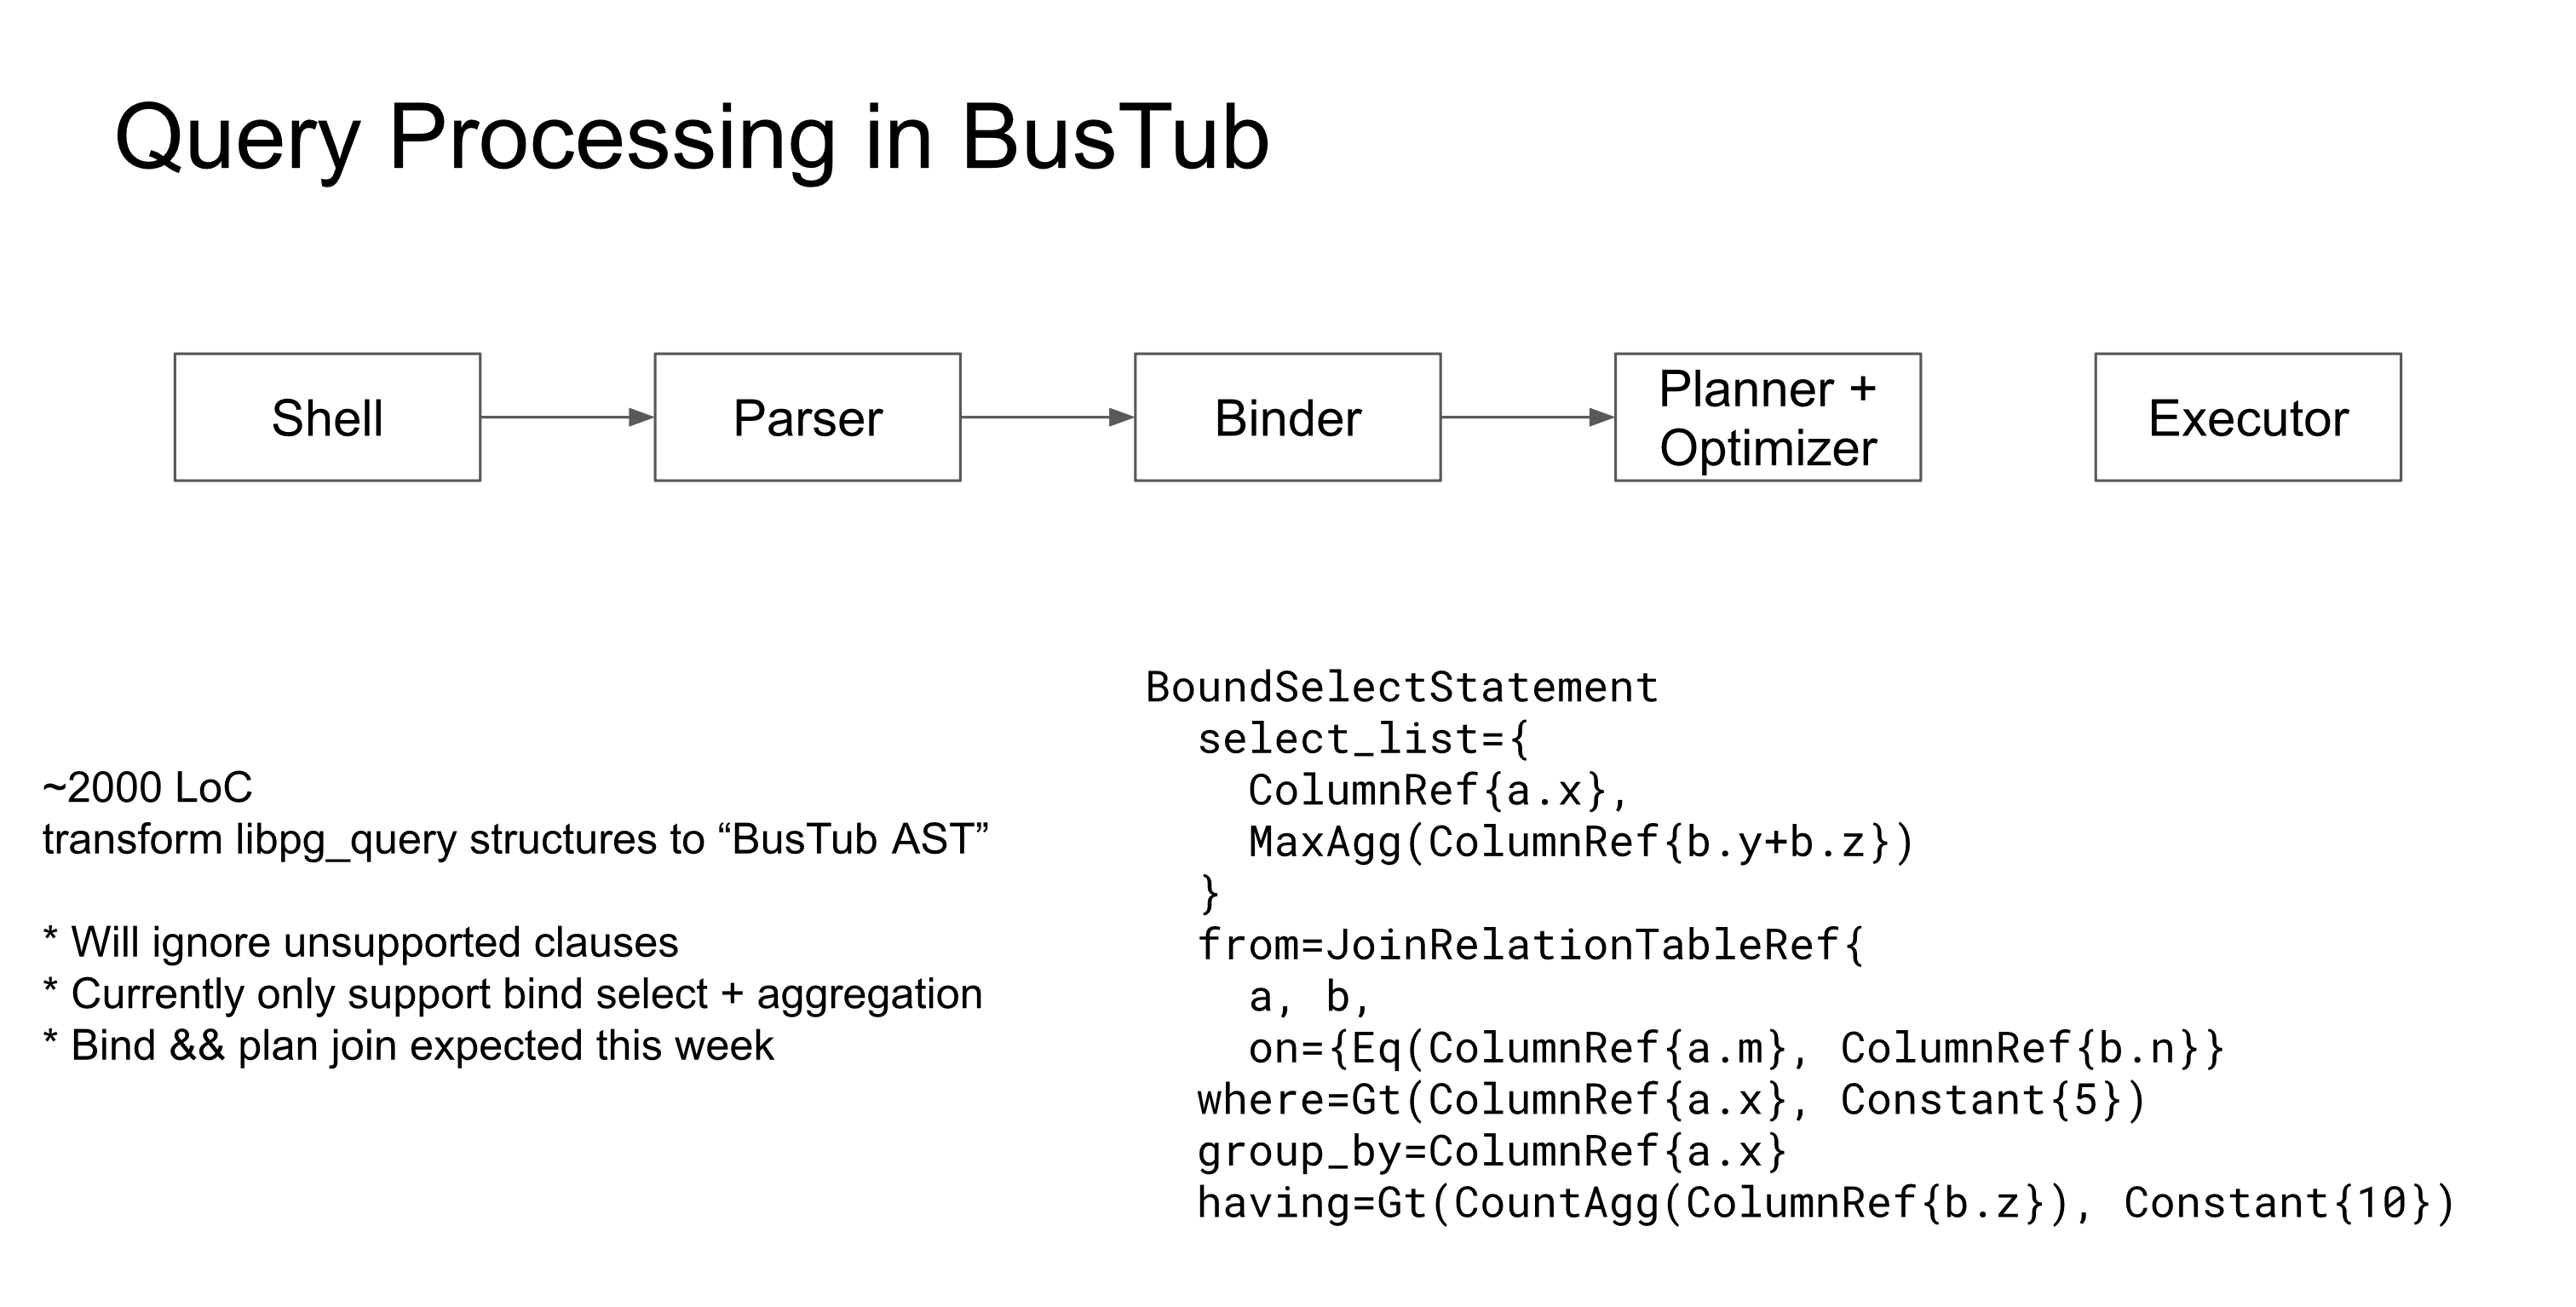 Query Processing in BusTub
Shell
Parser
Binder
Planner +
Optimizer
Executor
~2000 LoC
transform libpg_query structures to “BusTub AST”
* Will ignore unsupported clauses
* Currently only support bind select + aggregation
* Bind && plan join expected this week
BoundSelectStatement
  select_list={
    ColumnRef{a.x},
    MaxAgg(ColumnRef{b.y+b.z})
  }
  from=JoinRelationTableRef{
    a, b,
    on={Eq(ColumnRef{a.m}, ColumnRef{b.n}}
  where=Gt(ColumnRef{a.x}, Constant{5})
  group_by=ColumnRef{a.x}
  having=Gt(CountAgg(ColumnRef{b.z}), Constant{10})